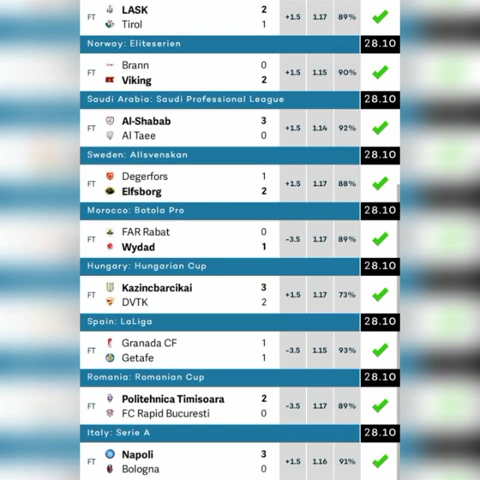 LASK 2
FT +1.5 1.17 89%
Tirol 1
Norway: Eliteserien 28.10
Brann 0
FT +1.5 1.15 90%
Viking 2
Saudi Arabia: Saudi Professional League 28.10
Al-Shabab 3
FT +1.5 1.14 92%
Al Taee 0
Sweden: Allsvenskan 28.10
Degerfors 1
FT +1.5 1.17 88%
Elfsborg 2
Morocco: Botola Pro 28.10
FAR Rabat 0
FT -3.5 1.17 89%
Wydad 1
Hungary: Hungarian Cup 28.10
Kazincbarcikai 3
FT +1.5 1.17 73%
DVTK 2
Spain: LaLiga 28.10
Granada CF 1
FT -3.5 1.15 93%
Getafe 1
Romania: Romanian Cup 28.10
Politehnica Timisoara 2
FT -3.5 1.17 89%
FC Rapid Bucuresti 0
Italy: Serie A 28.10
Napoli 3
FT +1.5 1.16 91%
Bologna 0